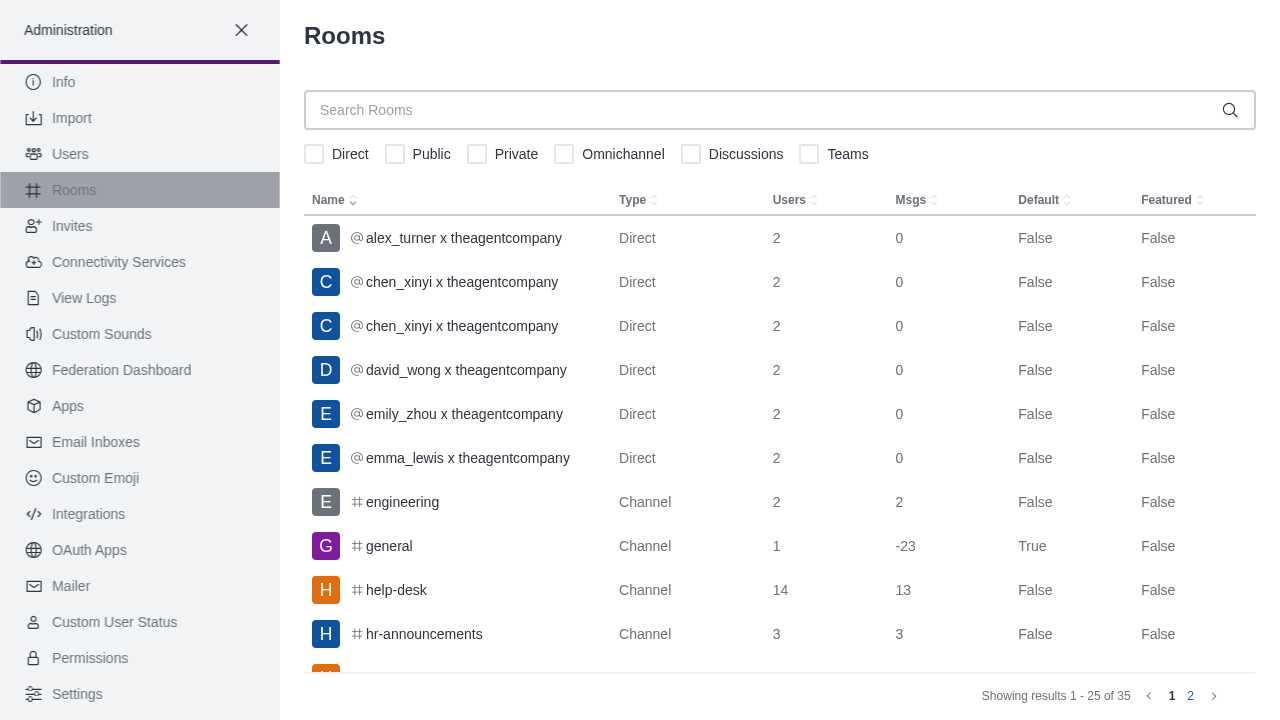 Administration
Info
Import
Users
Rooms
Invites
Connectivity Services
View Logs
Custom Sounds
Federation Dashboard
Apps
Email Inboxes
Custom Emoji
Integrations
OAuth Apps
Mailer
Custom User Status
Permissions
Settings
Rooms
Search Rooms
Direct Public Private Omnichannel Discussions Teams
Name Type Users Msgs Default Featured
A @ alex_turner x theagentcompany Direct 2 0 False False
C @ chen_xinyi x theagentcompany Direct 2 0 False False
C @ chen_xinyi x theagentcompany Direct 2 0 False False
D @ david_wong x theagentcompany Direct 2 0 False False
E @ emily_zhou x theagentcompany Direct 2 0 False False
E @ emma_lewis x theagentcompany Direct 2 0 False False
E # engineering Channel 2 2 False False
G # general Channel 1 -23 True False
H # help-desk Channel 14 13 False False
H # hr-announcements Channel 3 3 False False
Showing results 1 - 25 of 35 1 2